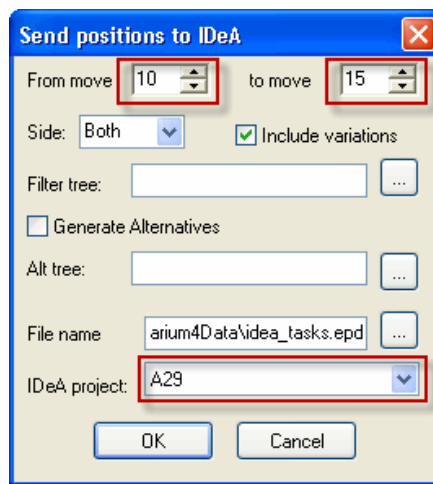 Send positions to IDeA
From move 10 to move 15
Side: Both Include variations
Filter tree: ...
Generate Alternatives
Alt tree: ...
File name arium4Data\idea_tasks.epd ...
IDeA project: A29
OK Cancel